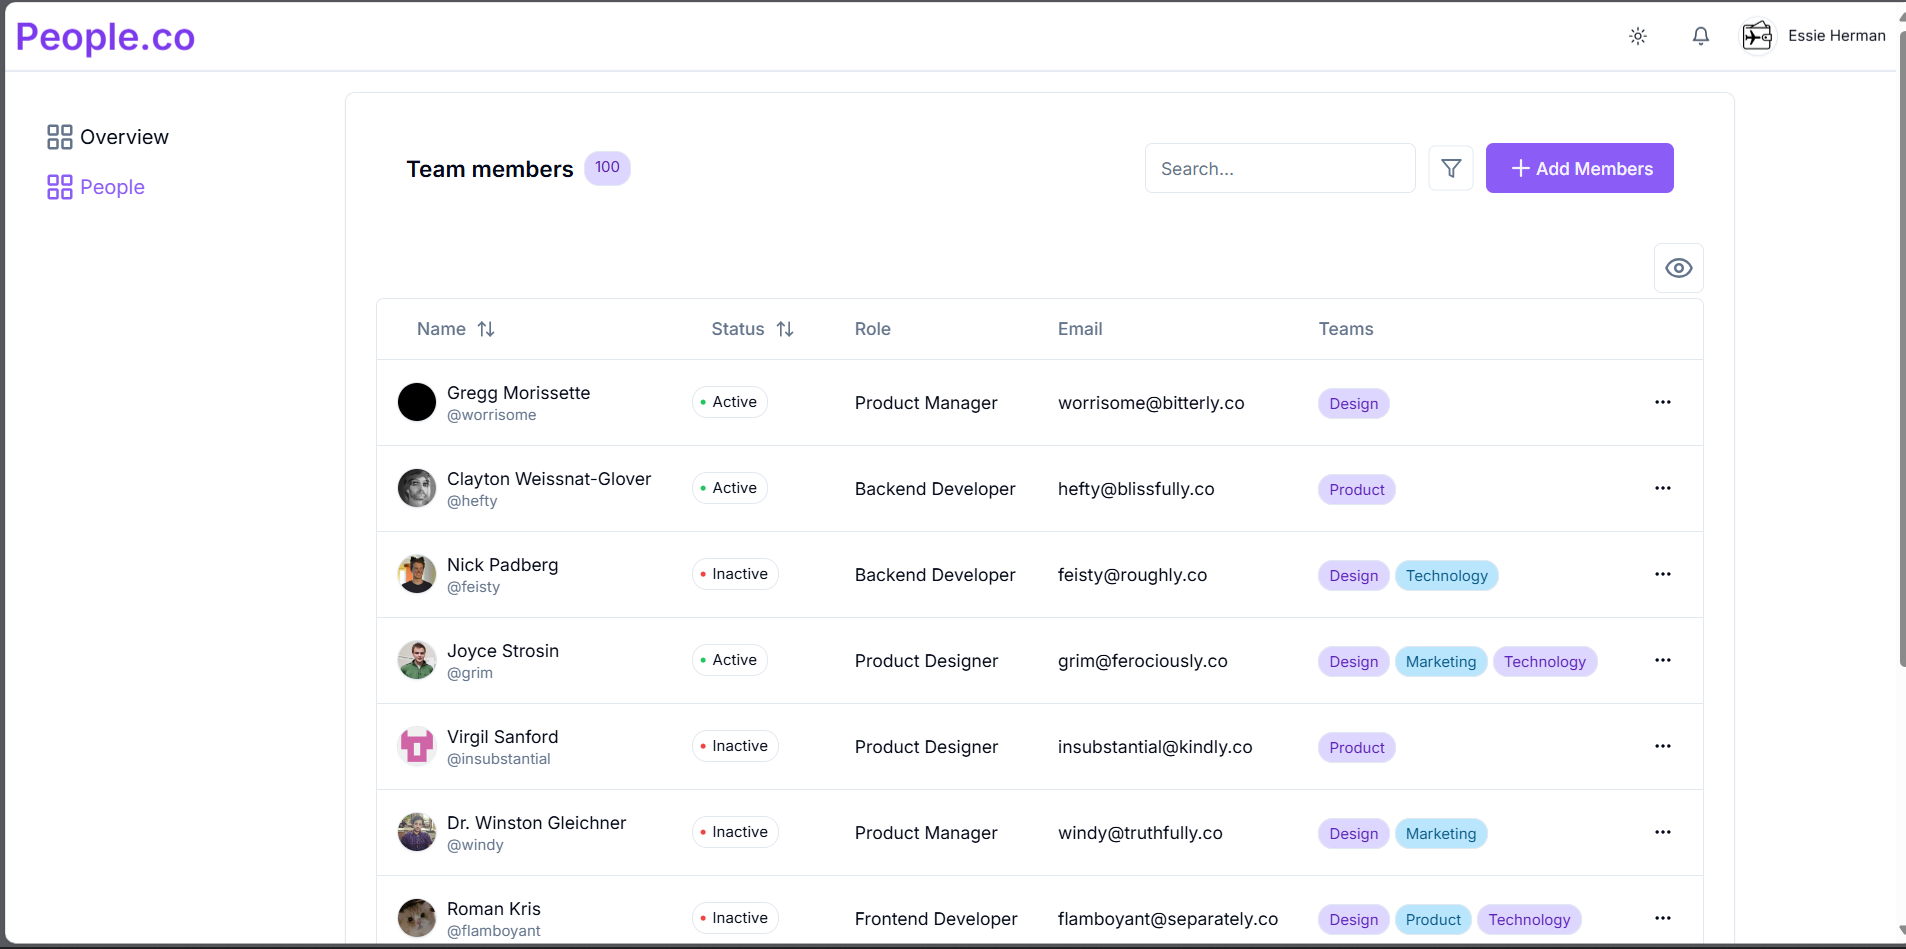 People.co
Essie Herman
Overview
People
Team members 100
Search...
Add Members
Name Status Role Email Teams
Gregg Morissette
@worrisome
Active
Product Manager
worrisome@bitterly.co
Design
Clayton Weissnat-Glover
@hefty
Active
Backend Developer
hefty@blissfully.co
Product
Nick Padberg
@feisty
Inactive
Backend Developer
feisty@roughly.co
Design Technology
Joyce Strosin
@grim
Active
Product Designer
grim@ferociously.co
Design Marketing Technology
Virgil Sanford
@insubstantial
Inactive
Product Designer
insubstantial@kindly.co
Product
Dr. Winston Gleichner
@windy
Inactive
Product Manager
windy@truthfully.co
Design Marketing
Roman Kris
@flamboyant
Inactive
Frontend Developer
flamboyant@separately.co
Design Product Technology